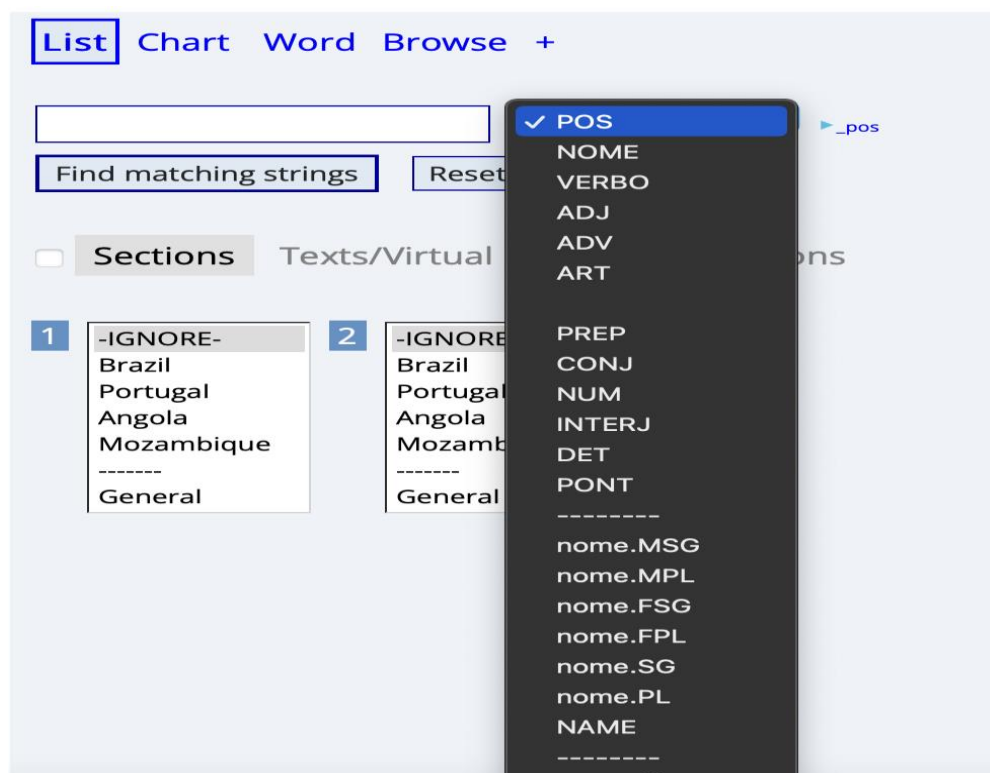 List Chart Word Browse +
✓ POS
►_pos
NOME
Find matching strings Reset
VERBO
ADJ
ADV
Sections Texts/Virtual ons
ART
PREP
1 -IGNORE- 2 -IGNORE
Brazil Brazil
CONJ
Portugal Portugal
NUM
Angola Angola
INTERJ
Mozambique Mozamb
DET
------- -------
PONT
General General
--------
nome.MSG
nome.MPL
nome.FSG
nome.FPL
nome.SG
nome.PL
NAME
--------